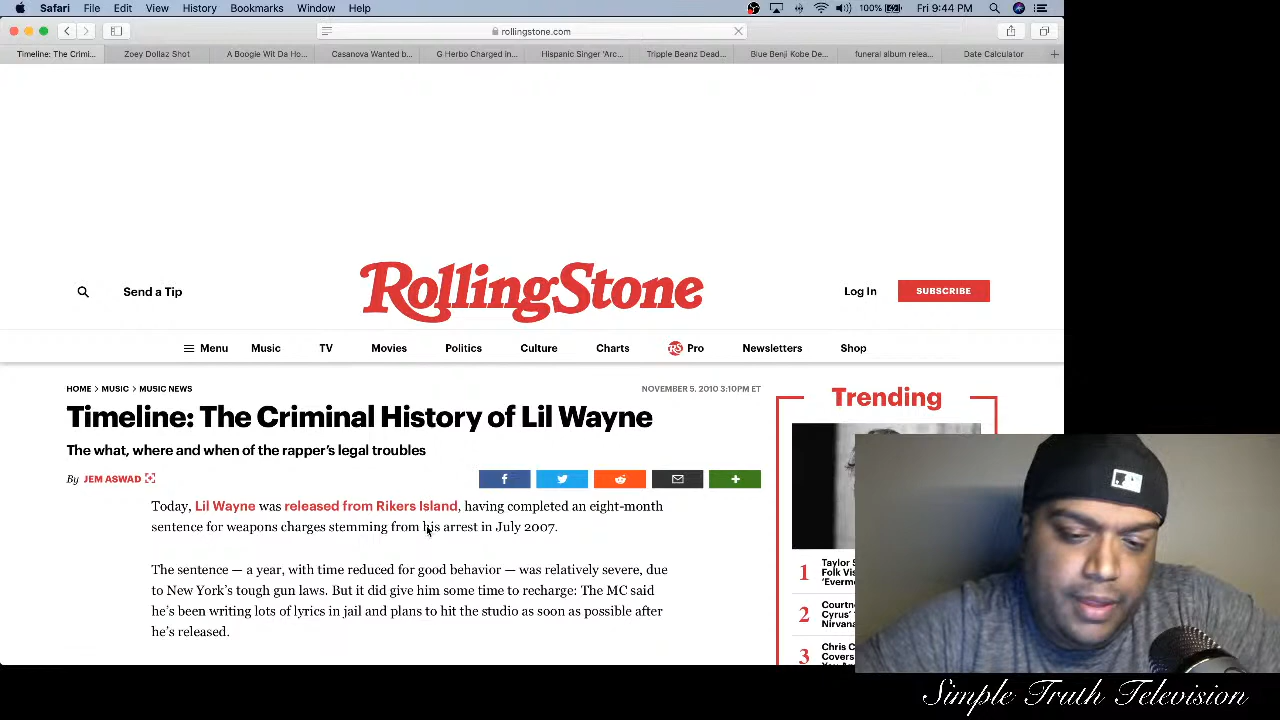 Safari File Edit View History Bookmarks Window Help
100% Fri 9:44 PM
rollingstone.com
Timeline: The Crimi... Zoey Dollaz Shot A Boogie Wit Da Ho... Casanova Wanted b... G Herbo Charged in... Hispanic Singer 'Arc... Tripple Beanz Dead... Blue Benji Kobe De... funeral album relea... Date Calculator
Send a Tip
RollingStone
Log In
SUBSCRIBE
Menu Music TV Movies Politics Culture Charts RS Pro Newsletters Shop
HOME > MUSIC > MUSIC NEWS
NOVEMBER 5, 2010 3:10PM ET
Timeline: The Criminal History of Lil Wayne
The what, where and when of the rapper's legal troubles
By JEM ASWAD
Today, Lil Wayne was released from Rikers Island, having completed an eight-month
sentence for weapons charges stemming from his arrest in July 2007.
The sentence — a year, with time reduced for good behavior — was relatively severe, due
to New York's tough gun laws. But it did give him some time to recharge: The MC said
he's been writing lots of lyrics in jail and plans to hit the studio as soon as possible after
he's released.
Trending
1 Taylor
Folk
2
Cyrus'
Nirvana
3 Chris
Covers
Simple Truth Television